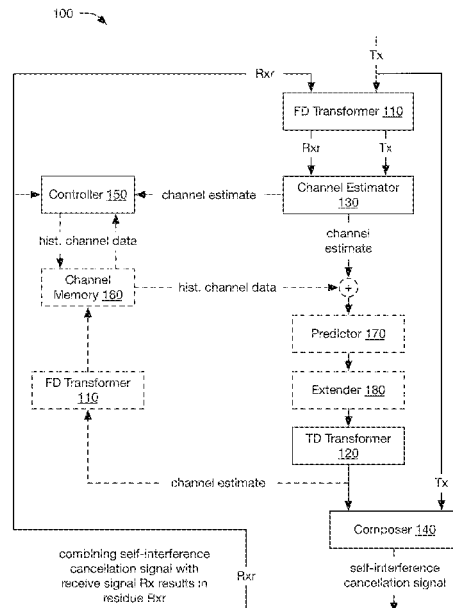 100
Tx
Rxr
FD Transformer 110
Rxr
Tx
Controller 150
channel estimate
Channel Estimator
130
hist. channel data
channel
estimate
Channel
Memory 160
hist. channel data
+
Predictor 170
FD Transformer
110
Extender 180
TD Transformer
120
channel estimate
Tx
Composer 140
combining self-interference
cancellation signal with
receive signal Rx results in
residue Rxr
Rxr
self-interference
cancellation signal